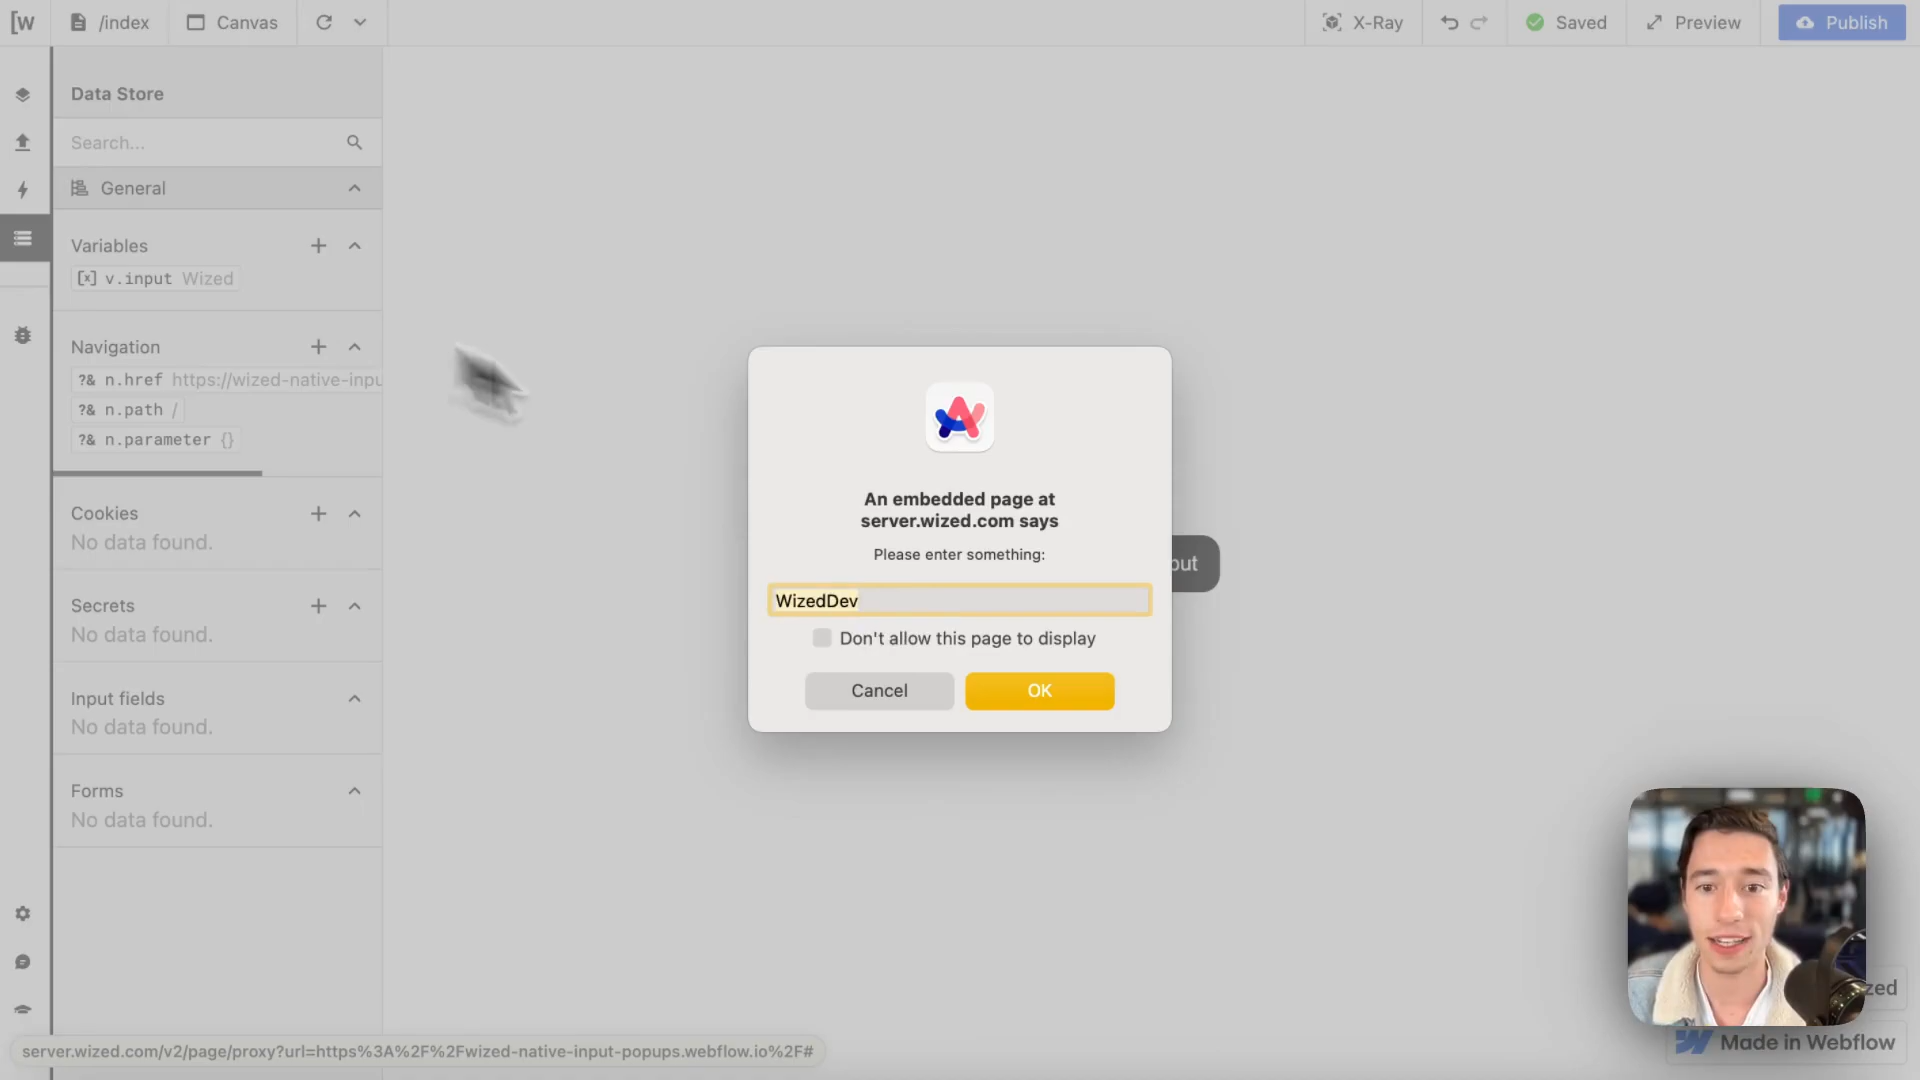 [W
/index
Canvas
X-Ray
Saved
Preview
Publish
Data Store
Search...
General
Variables
[x] v.input Wized
Navigation
?& n.href https://wized-native-inpu
?& n.path /
?& n.parameter {}
Cookies
No data found.
Secrets
No data found.
Input fields
No data found.
Forms
No data found.
An embedded page at
server.wized.com says
Please enter something:
WizedDev
Don't allow this page to display
Cancel
OK
put
zed
Made in Webflow
server.wized.com/v2/page/proxy?url=https%3A%2F%2Fwized-native-input-popups.webflow.io%2F#